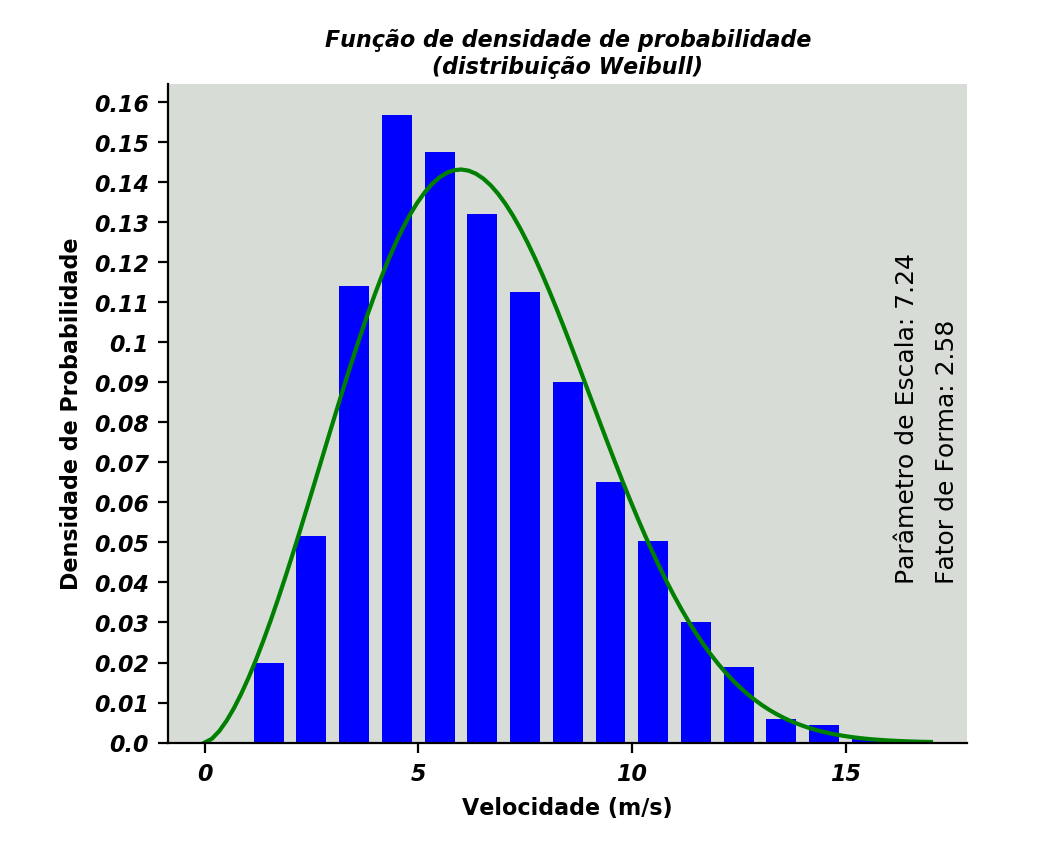 Função de densidade de probabilidade
(distribuição Weibull)
Densidade de Probabilidade
0.16
0.15
0.14
0.13
0.12
0.11
0.1
0.09
0.08
0.07
0.06
0.05
0.04
0.03
0.02
0.01
0.0
Parâmetro de Escala: 7.24
Fator de Forma: 2.58
0 5 10 15
Velocidade (m/s)